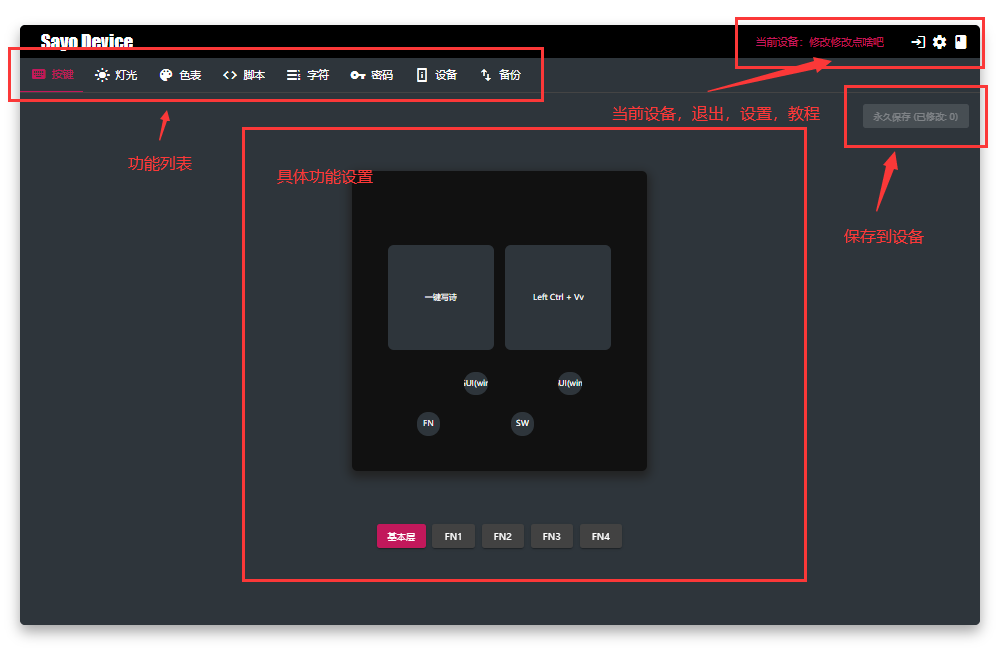 Sayo Device
当前设备：修改修改点啥吧
按键 灯光 色表 脚本 字符 密码 设备 备份
当前设备，退出，设置，教程
永久保存 (已修改: 0)
功能列表
具体功能设置
保存到设备
一键写诗 Left Ctrl + Vv
GUI(win GUI(win
FN SW
基本层 FN1 FN2 FN3 FN4